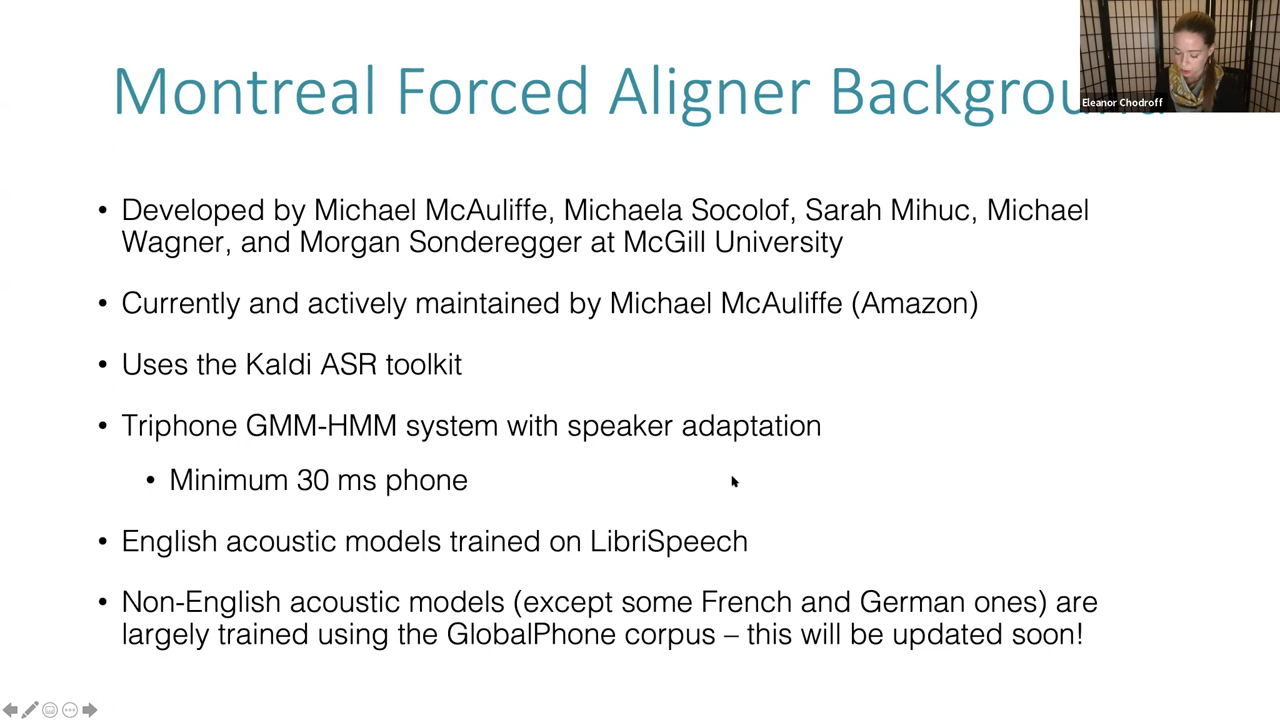 Montreal Forced Aligner Backgrou
Eleanor Chodroff
• Developed by Michael McAuliffe, Michaela Socolof, Sarah Mihuc, Michael
Wagner, and Morgan Sonderegger at McGill University
• Currently and actively maintained by Michael McAuliffe (Amazon)
• Uses the Kaldi ASR toolkit
• Triphone GMM-HMM system with speaker adaptation
• Minimum 30 ms phone
• English acoustic models trained on LibriSpeech
• Non-English acoustic models (except some French and German ones) are
largely trained using the GlobalPhone corpus – this will be updated soon!